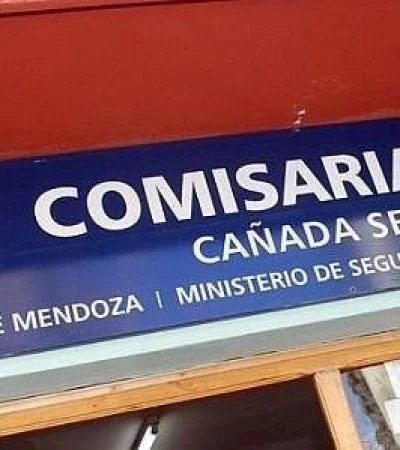 COMISARIA
CAÑADA SE
E MENDOZA | MINISTERIO DE SEGU